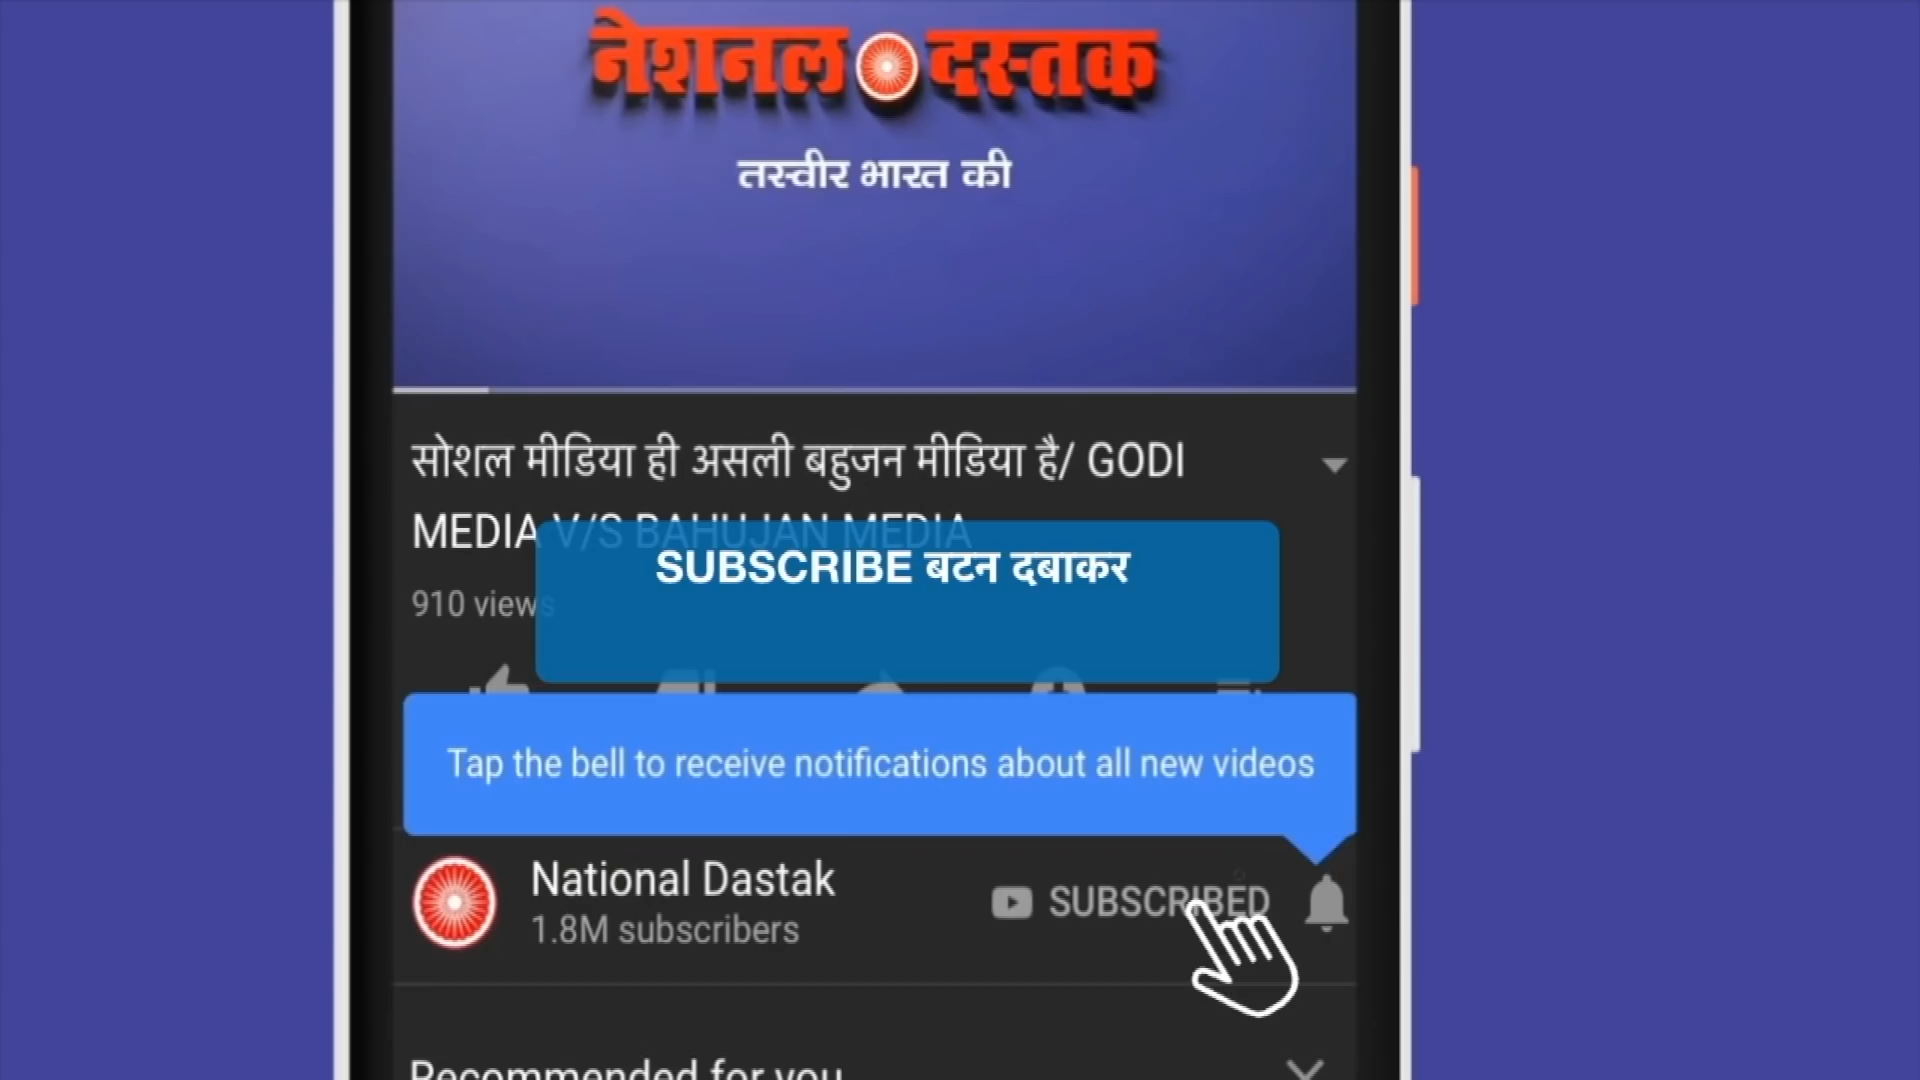 नेशनल दस्तक
तस्वीर भारत की
सोशल मीडिया ही असली बहुजन मीडिया है/ GODI
MEDIA V/S BAHUJAN MEDIA
SUBSCRIBE बटन दबाकर
910 views
Tap the bell to receive notifications about all new videos
National Dastak
SUBSCRIBED
1.8M subscribers
Recommended for you